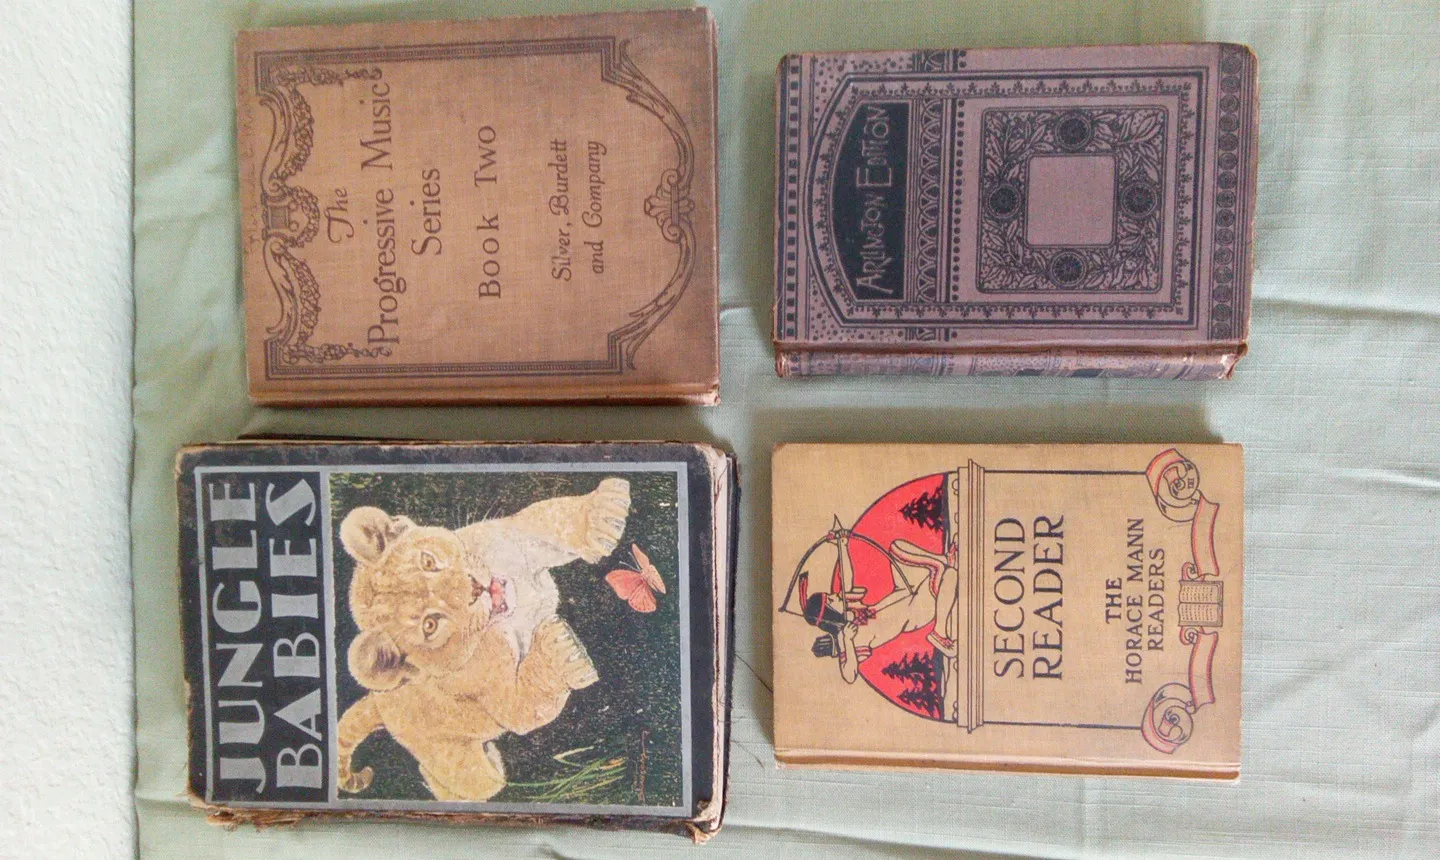 JUNGLE
BABIES
The
Progressive Music
Series
Book Two
Silver, Burdett
and Company
SECOND
READER
THE
HORACE MANN
READERS
ARLINGTON EDITION